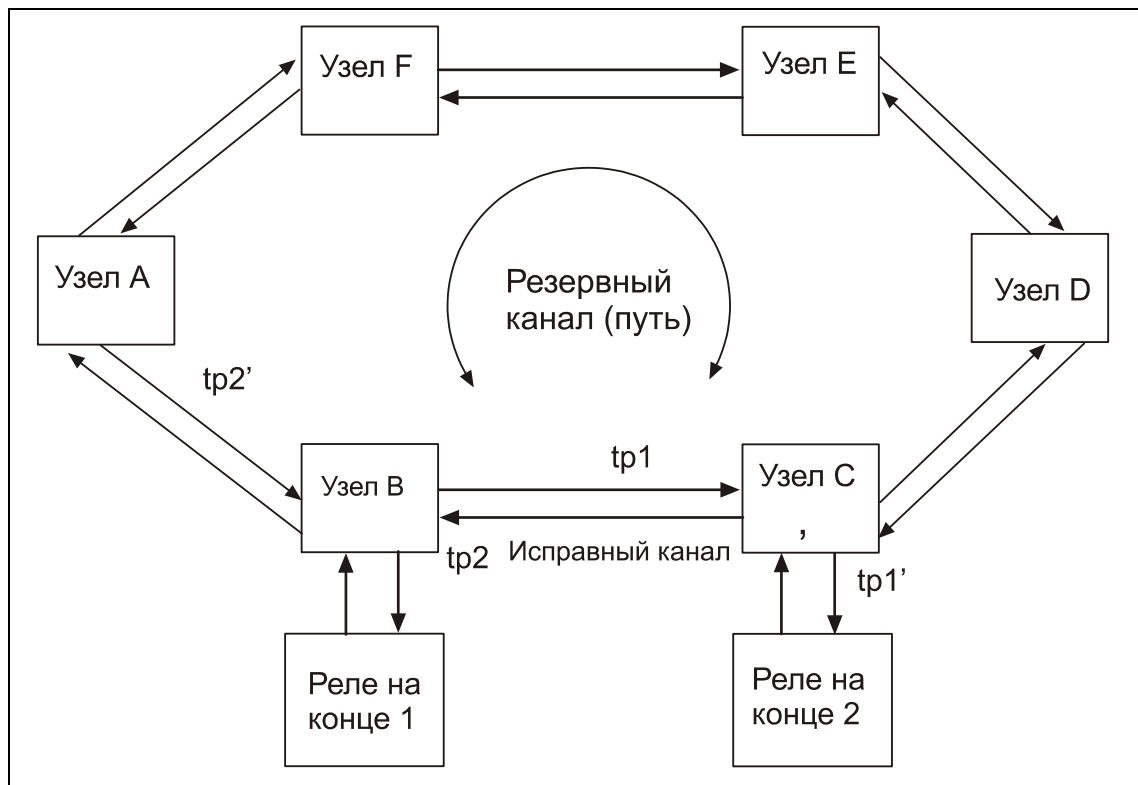 Узел F
Узел E
Узел A
Резервный
канал (путь)
Узел D
tp2’
tp1
Узел B
Узел C
,
tp2
Исправный канал
tp1’
Реле на
конце 1
Реле на
конце 2